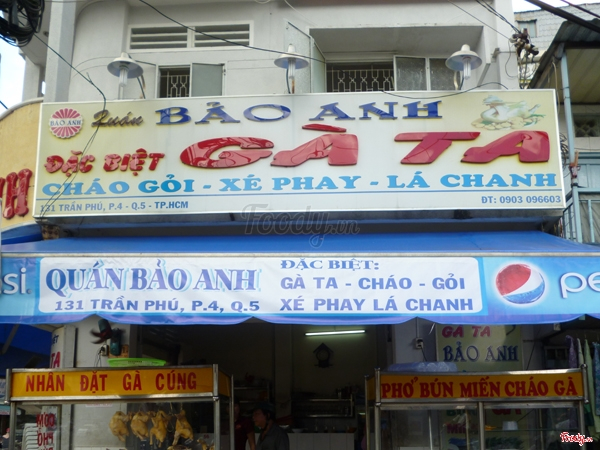 BẢO ANH
Quán BẢO ANH
ĐẶC BIỆT GÀ TA
CHÁO GỎI - XÉ PHAY - LÁ CHANH
131 TRẦN PHÚ, P.4 - Q.5 - TP.HCM
ĐT: 0903 096603
Foody.vn
QUÁN BẢO ANH
131 TRẦN PHÚ, P.4, Q.5
ĐẶC BIỆT:
GÀ TA - CHÁO - GỎI
XÉ PHAY LÁ CHANH
pe
GÀ TA
BẢO ANH
NHẬN ĐẶT GÀ CÚNG
PHỞ BÚN MIẾN CHÁO GÀ
Foody.vn